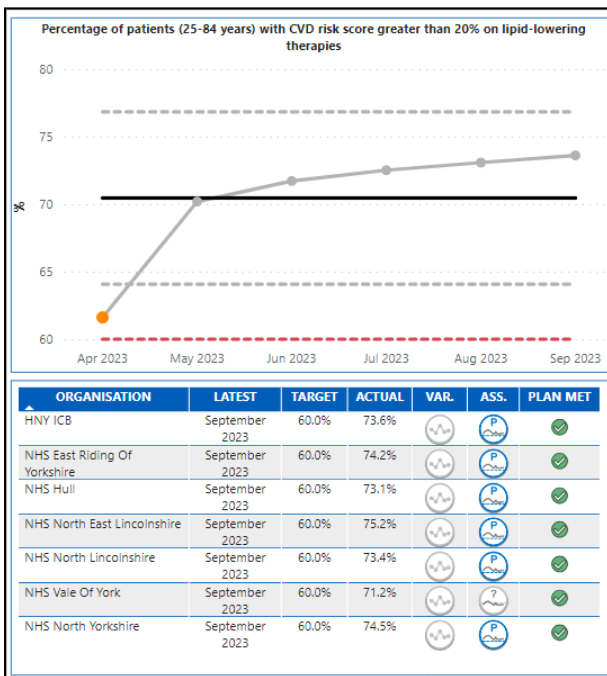 Percentage of patients (25-84 years) with CVD risk score greater than 20% on lipid-lowering
therapies
80
75
70
65
60
%
Apr 2023 May 2023 Jun 2023 Jul 2023 Aug 2023 Sep 2023
ORGANISATION LATEST TARGET ACTUAL VAR. ASS. PLAN MET
HNY ICB September 60.0% 73.6% P
2023
NHS East Riding Of September 60.0% 74.2% P
Yorkshire 2023
NHS Hull September 60.0% 73.1% P
2023
NHS North East Lincolnshire September 60.0% 75.2% P
2023
NHS North Lincolnshire September 60.0% 73.4% P
2023
NHS Vale Of York September 60.0% 71.2% ?
2023
NHS North Yorkshire September 60.0% 74.5% P
2023